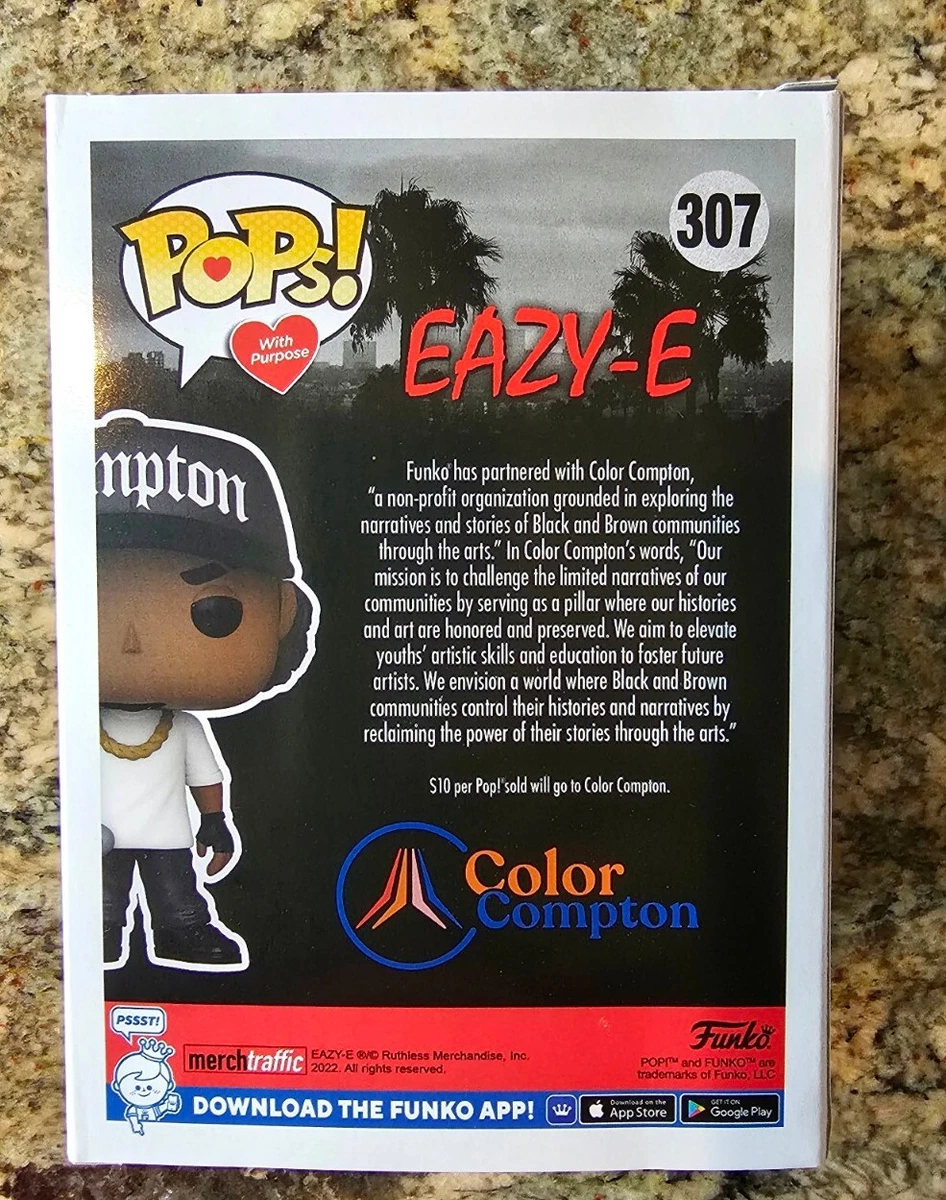 POPs!
With
Purpose
307
EAZY-E
mpton
Funko® has partnered with Color Compton,
“a non-profit organization grounded in exploring the
narratives and stories of Black and Brown communities
through the arts.” In Color Compton’s words, “Our
mission is to challenge the limited narratives of our
communities by serving as a pillar where our histories
and art are honored and preserved. We aim to elevate
youths’ artistic skills and education to foster future
artists. We envision a world where Black and Brown
communities control their histories and narratives by
reclaiming the power of their stories through the arts.”
$10 per Pop!® sold will go to Color Compton.
Color
Compton
PSSST!
merchtraffic
EAZY-E ®/© Ruthless Merchandise, Inc.
2022. All rights reserved.
Funko
POP!™ and FUNKO™ are
trademarks of Funko, LLC
DOWNLOAD THE FUNKO APP!
Download on the
App Store
GET IT ON
Google Play